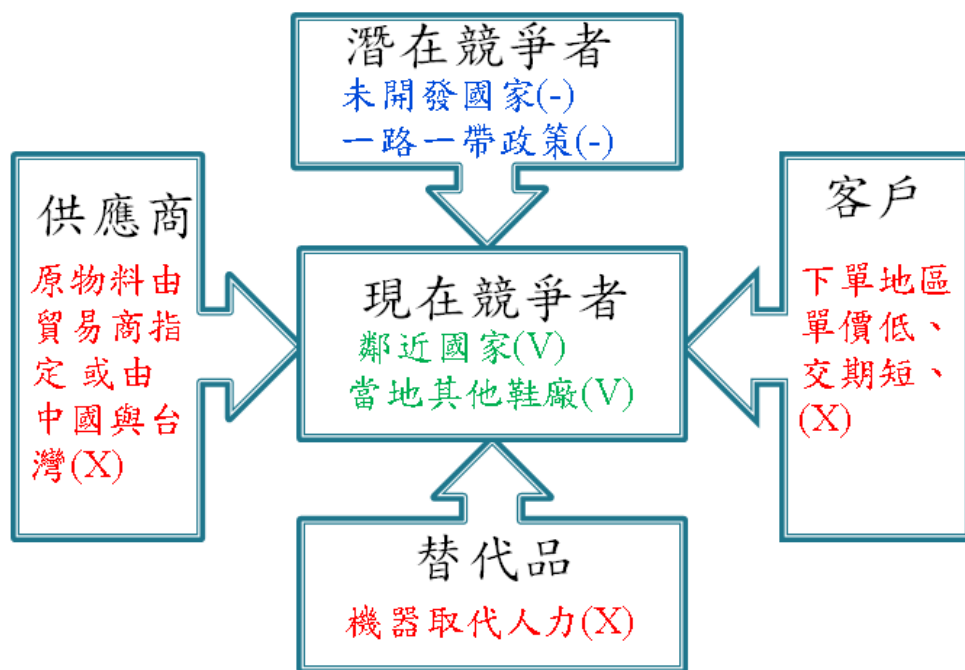 潛在競爭者
未開發國家(-)
一路一帶政策(-)
供應商
原物料由
貿易商指
定 或由
中國與台
灣(X)
現在競爭者
鄰近國家(V)
當地其他鞋廠(V)
客戶
下單地區
單價低、
交期短、
(X)
替代品
機器取代人力(X)